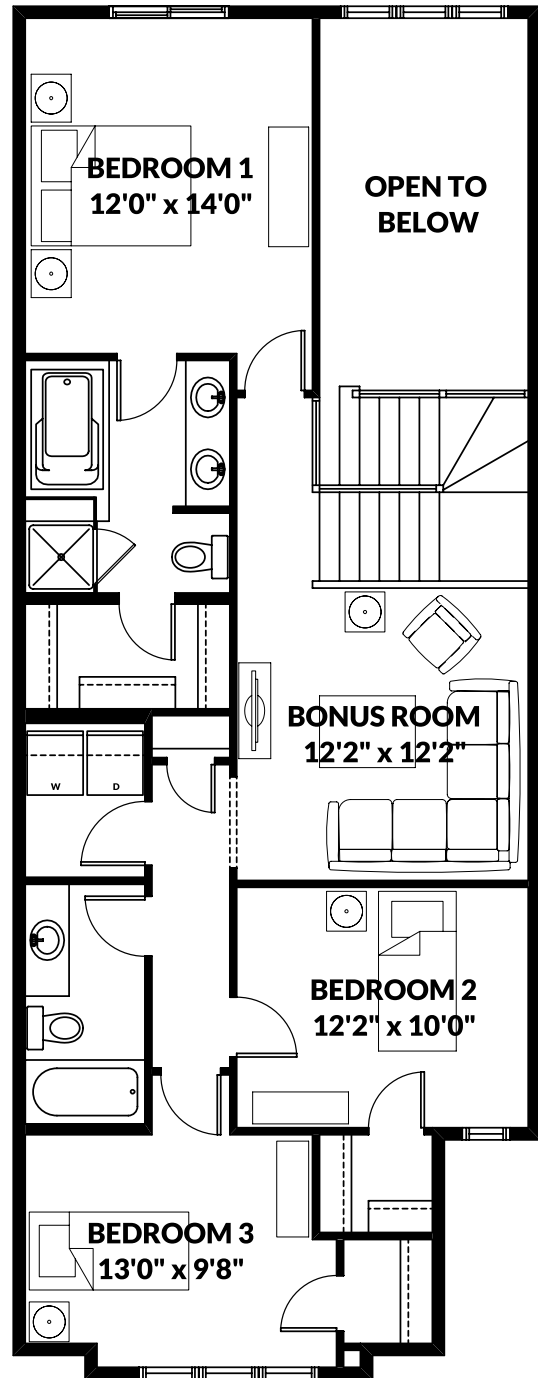 BEDROOM 1
12'0" x 14'0"
OPEN TO
BELOW
BONUS ROOM
12'2" x 12'2"
W
D
BEDROOM 2
12'2" x 10'0"
BEDROOM 3
13'0" x 9'8"